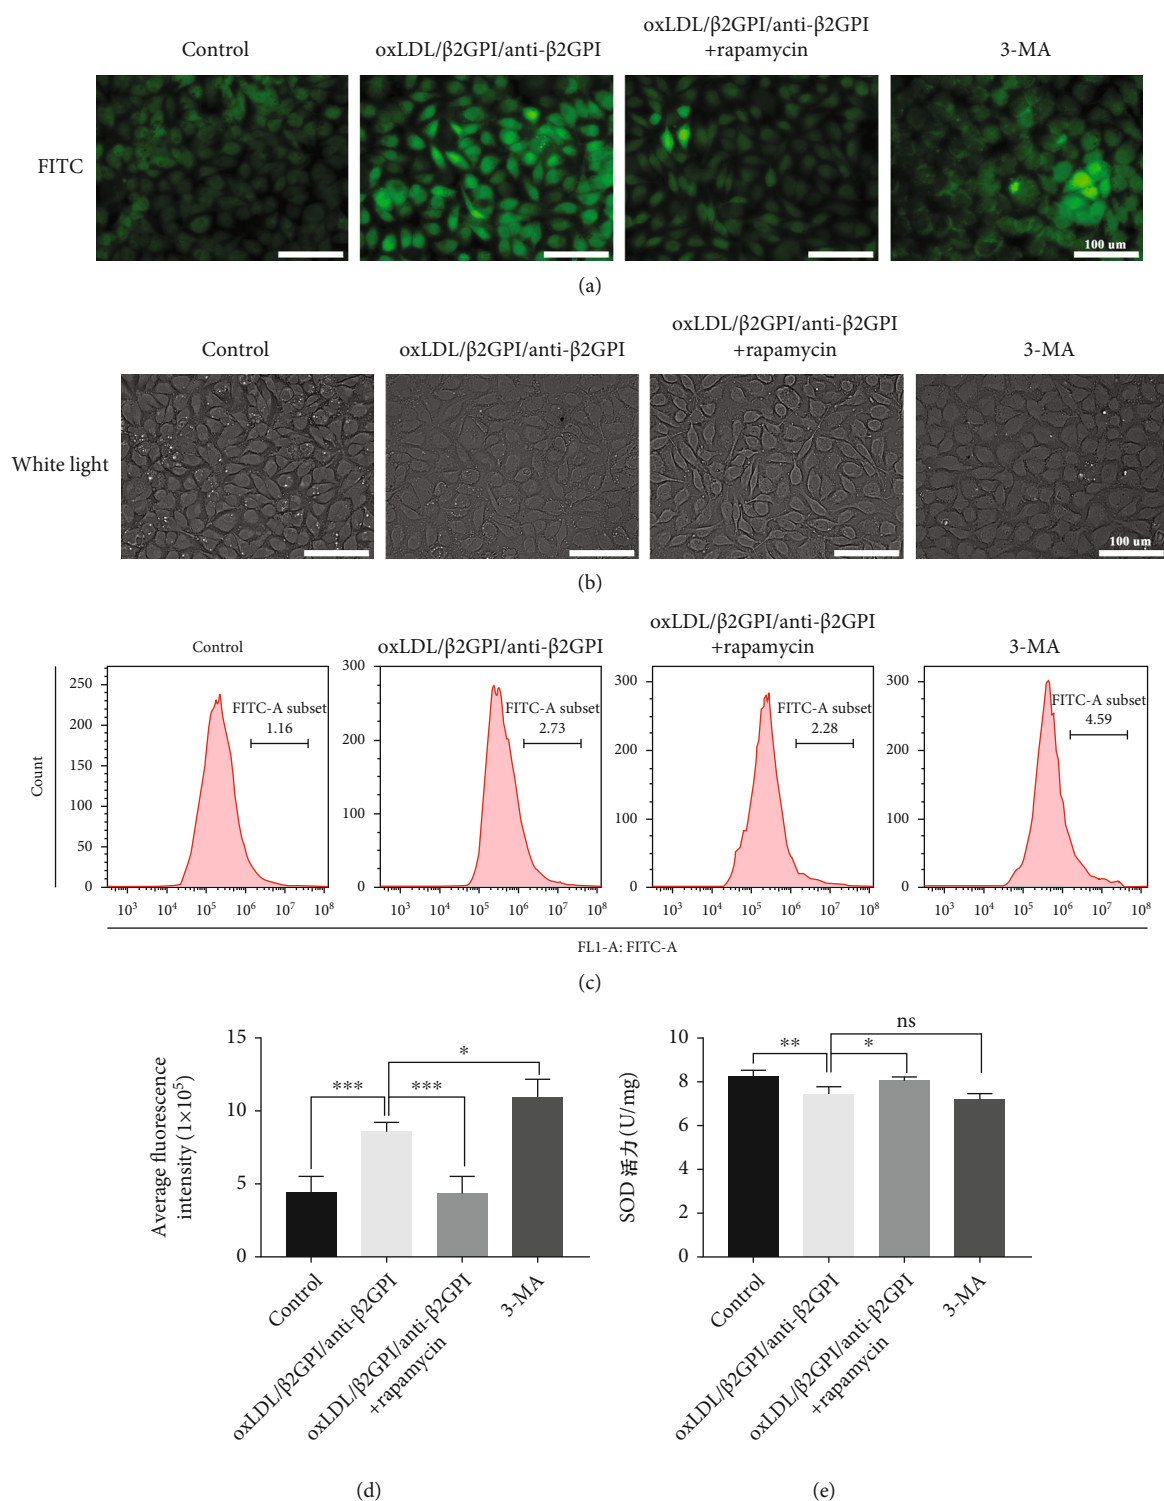 Control
oxLDL/β2GPI/anti-β2GPI
oxLDL/β2GPI/anti-β2GPI
+rapamycin
3-MA
FITC
100 um
(a)
Control
oxLDL/β2GPI/anti-β2GPI
oxLDL/β2GPI/anti-β2GPI
+rapamycin
3-MA
White light
100 um
(b)
Control
oxLDL/β2GPI/anti-β2GPI
oxLDL/β2GPI/anti-β2GPI
+rapamycin
3-MA
Count
250
200
150
100
50
0
FITC-A subset
1.16
10³ 10⁴ 10⁵ 10⁶ 10⁷ 10⁸
300
200
100
0
FITC-A subset
2.73
10³ 10⁴ 10⁵ 10⁶ 10⁷ 10⁸
300
200
100
0
FITC-A subset
2.28
10³ 10⁴ 10⁵ 10⁶ 10⁷ 10⁸
300
200
100
0
FITC-A subset
4.59
10³ 10⁴ 10⁵ 10⁶ 10⁷ 10⁸
FL1-A: FITC-A
(c)
Average fluorescence
intensity (1×10⁵)
15
10
5
0
***
***
*
Control
oxLDL/β2GPI/anti-β2GPI
oxLDL/β2GPI/anti-β2GPI
+rapamycin
3-MA
(d)
SOD 活力 (U/mg)
10
8
6
4
2
0
**
*
ns
Control
oxLDL/β2GPI/anti-β2GPI
oxLDL/β2GPI/anti-β2GPI
+rapamycin
3-MA
(e)